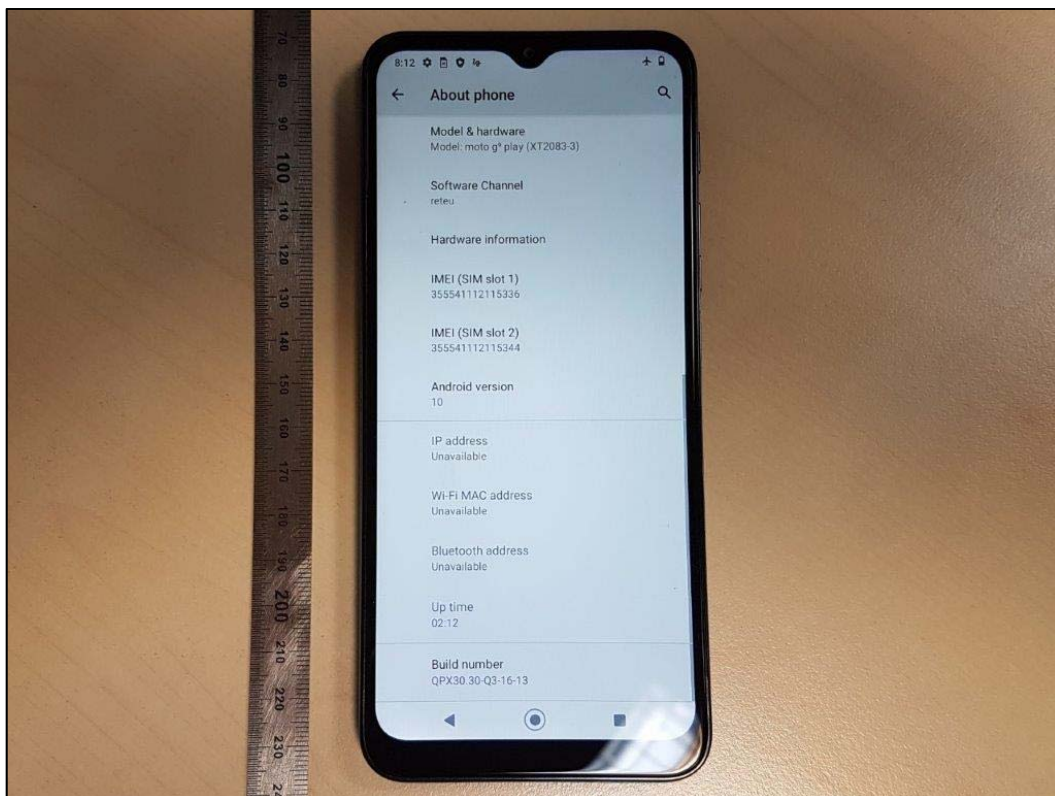 70
80
90
100
110
120
130
140
150
160
170
180
190
200
210
220
230
8:12
About phone
Model & hardware
Model: moto g⁹ play (XT2083-3)
Software Channel
reteu
Hardware information
IMEI (SIM slot 1)
355541112115336
IMEI (SIM slot 2)
355541112115344
Android version
10
IP address
Unavailable
Wi-Fi MAC address
Unavailable
Bluetooth address
Unavailable
Up time
02:12
Build number
QPX30.30-Q3-16-13